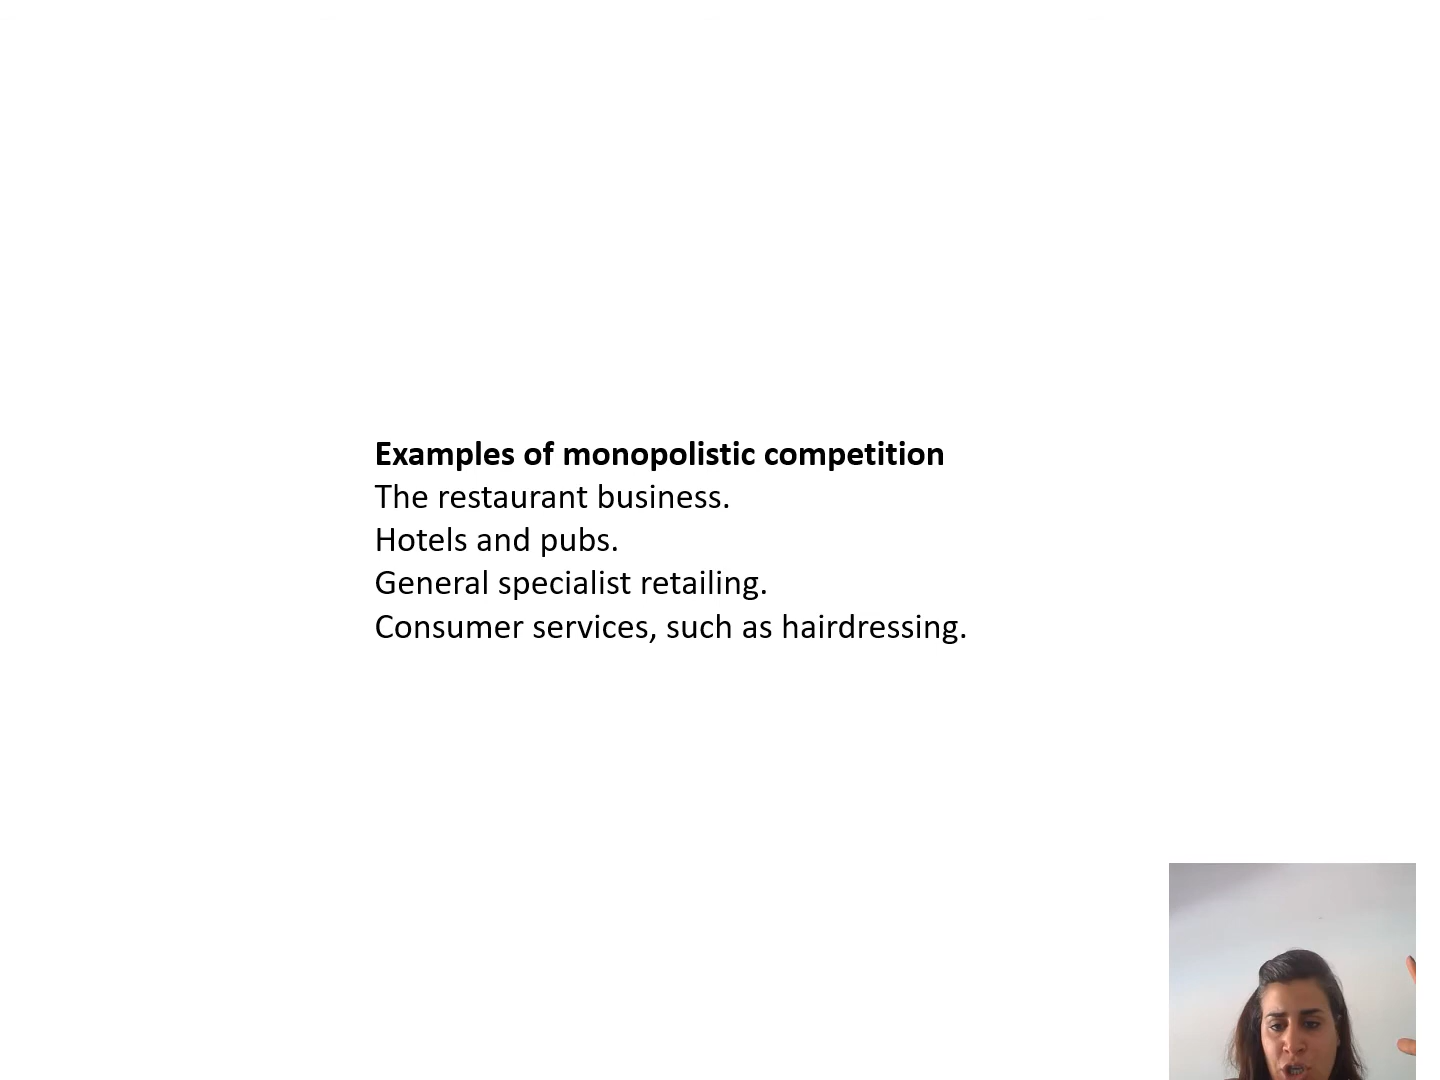 Examples of monopolistic competition
The restaurant business.
Hotels and pubs.
General specialist retailing.
Consumer services, such as hairdressing.